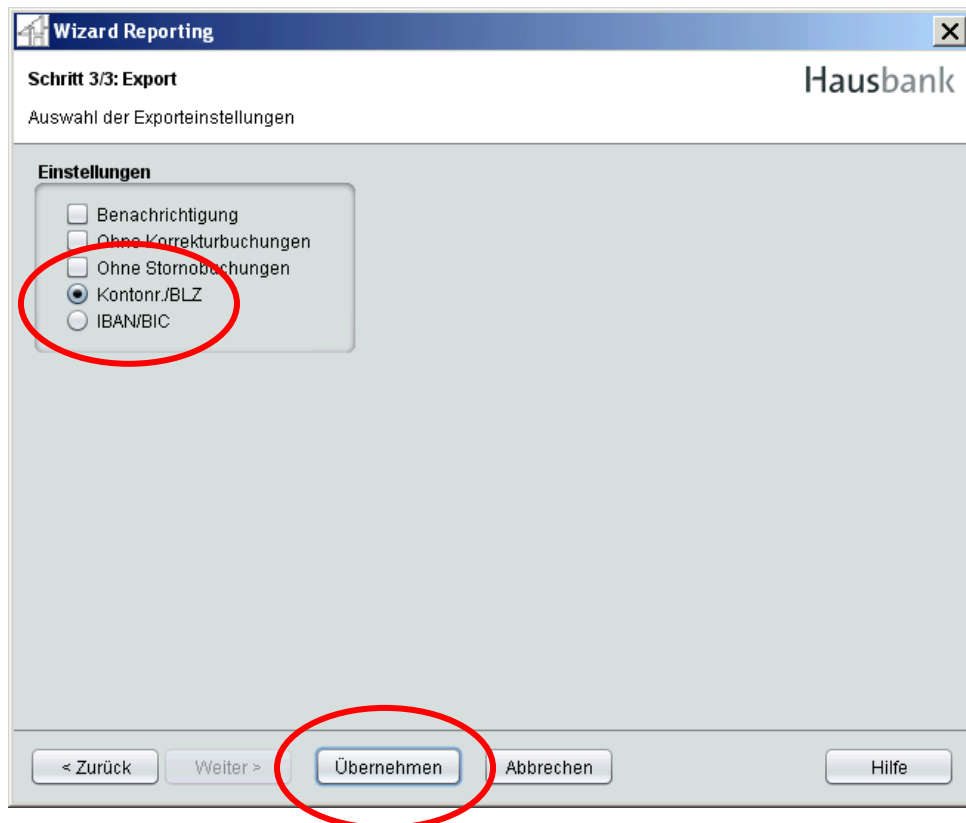 Wizard Reporting
Schritt 3/3: Export
Hausbank
Auswahl der Exporteinstellungen
Einstellungen
Benachrichtigung
Ohne Korrekturbuchungen
Ohne Stornobuchungen
Kontonr./BLZ
IBAN/BIC
< Zurück Weiter > Übernehmen Abbrechen Hilfe